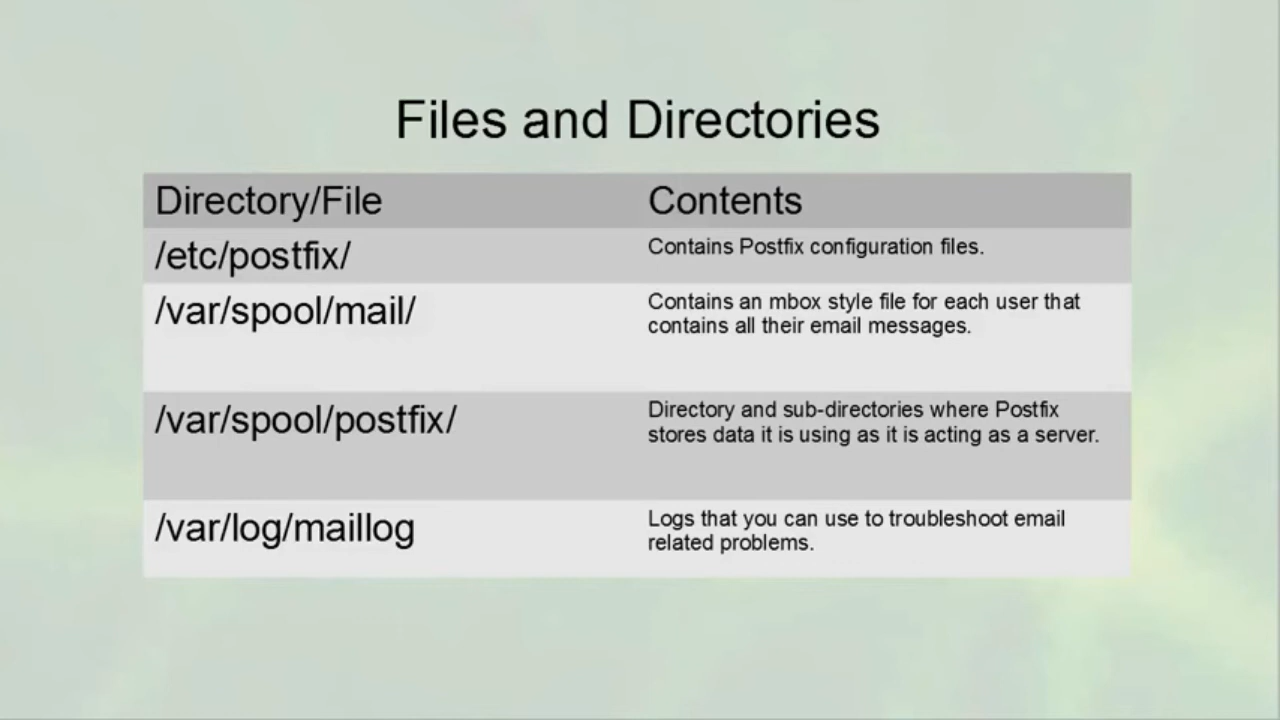 Files and Directories
Directory/File
Contents
/etc/postfix/
Contains Postfix configuration files.
/var/spool/mail/
Contains an mbox style file for each user that
contains all their email messages.
/var/spool/postfix/
Directory and sub-directories where Postfix
stores data it is using as it is acting as a server.
/var/log/maillog
Logs that you can use to troubleshoot email
related problems.